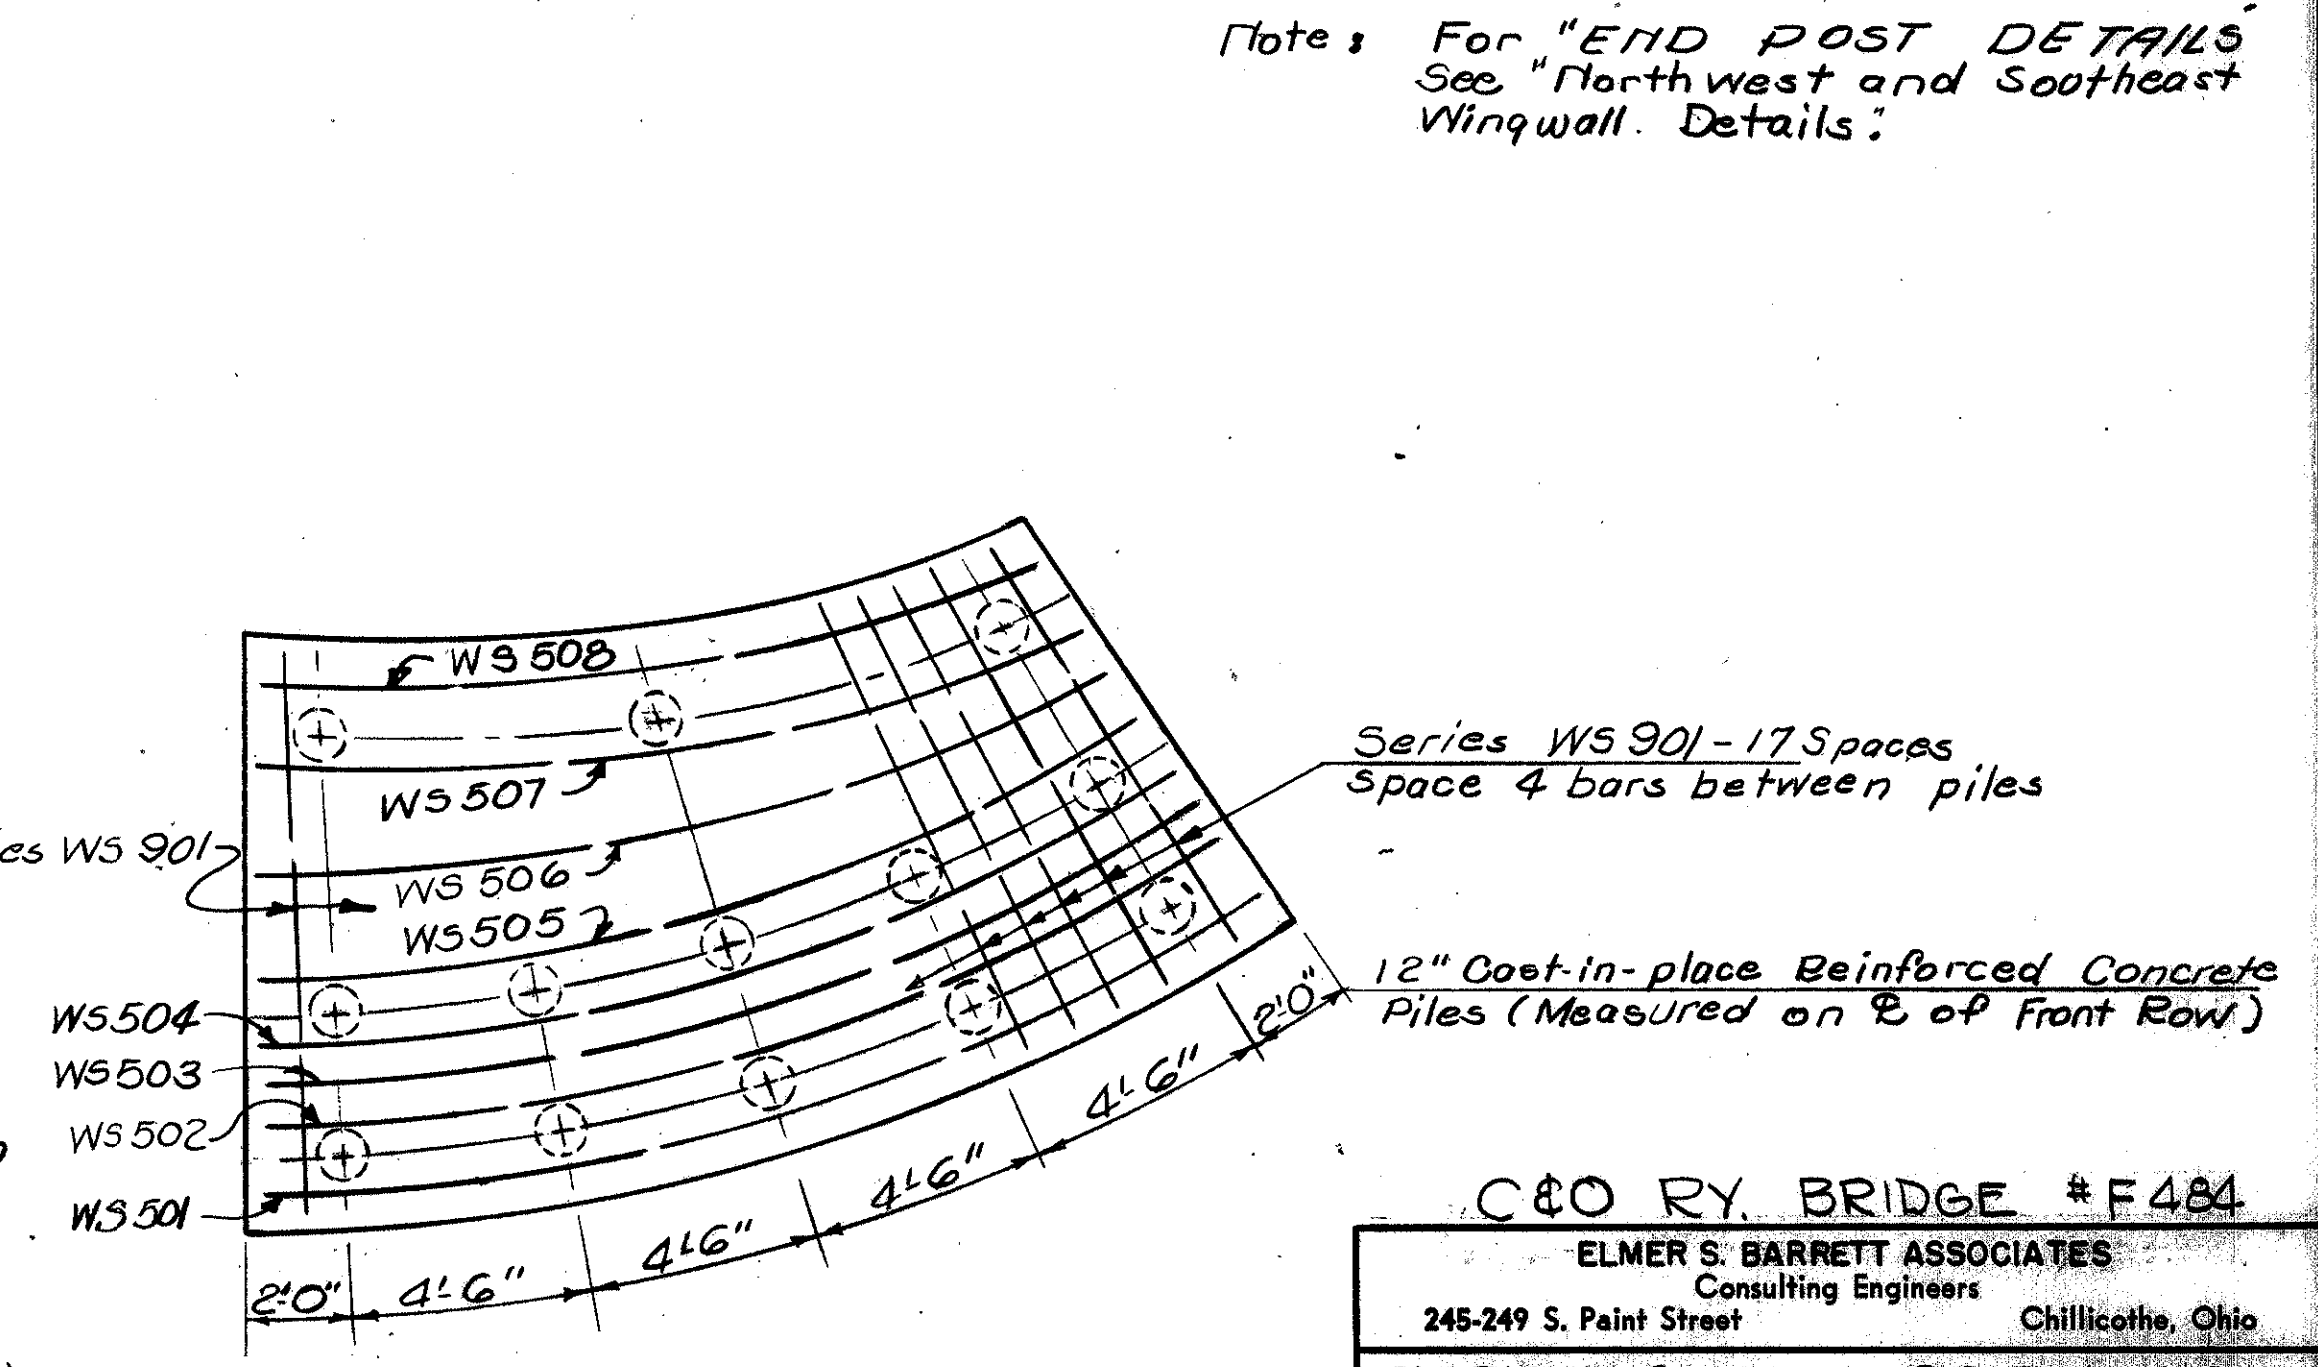 Note: For "END POST DETAILS"
See "Northwest and Southeast
Wingwall Details."
WS 508
WS 507
WS 901
WS 506
WS 505
WS 504
WS 503
WS 502
WS 501
Series WS 901 - 17 Spaces
space 4 bars between piles
12" Cast-in-place Reinforced Concrete
Piles (Measured on ℄ of Front Row)
2'-0"
4'-6"
4'-6"
4'-6"
4'-6"
2'-0"
C&O RY. BRIDGE #F484
ELMER S. BARRETT ASSOCIATES
Consulting Engineers
245-249 S. Paint Street Chillicothe, Ohio